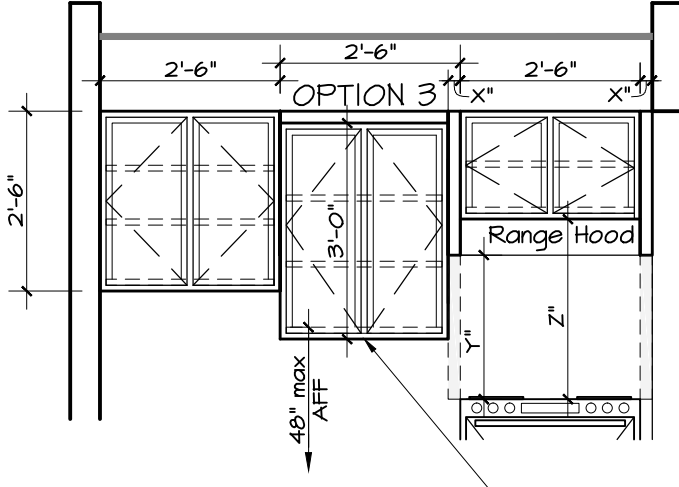 2'-6"
2'-6"
2'-6"
OPTION 3
X"
X"
2'-6"
3'-0"
Range Hood
Y"
Z"
48" max
AFF